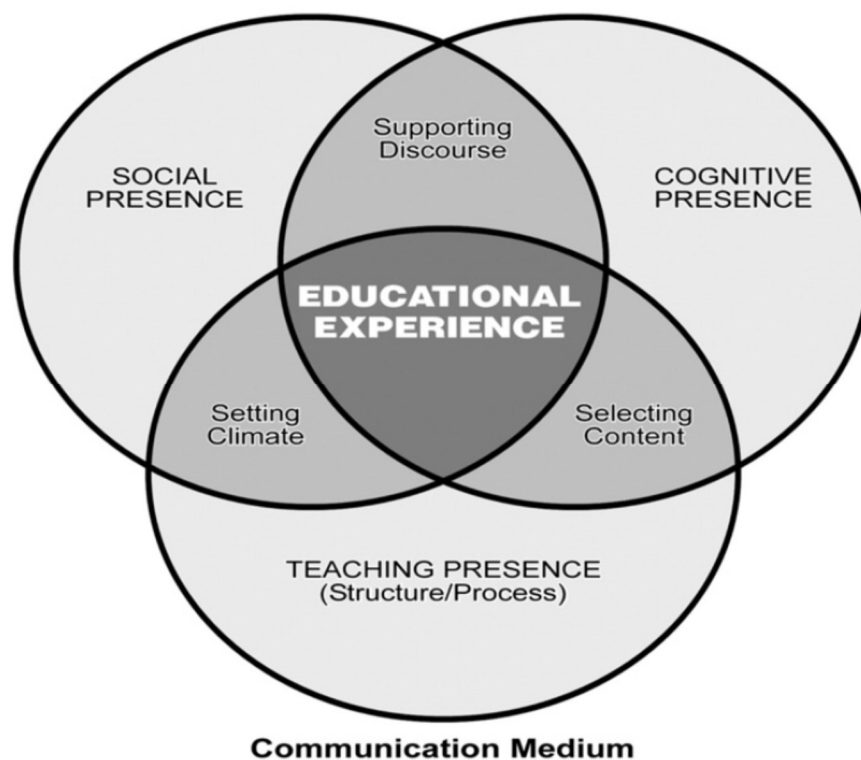 Supporting
Discourse
SOCIAL
PRESENCE
COGNITIVE
PRESENCE
EDUCATIONAL
EXPERIENCE
Setting
Climate
Selecting
Content
TEACHING PRESENCE
(Structure/Process)
Communication Medium